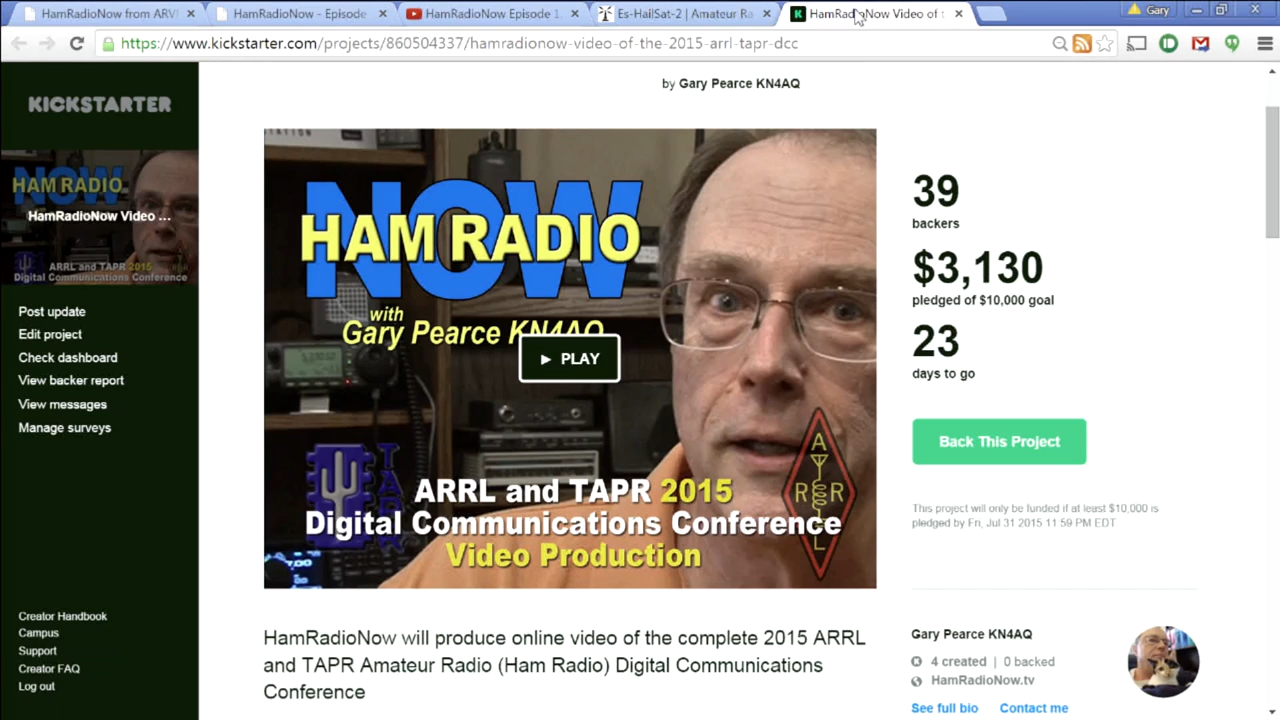 HamRadioNow from ARVN
HamRadioNow - Episode
HamRadioNow Episode 1
Es-HailSat-2 | Amateur Ra
HamRadioNow Video of t
Gary
https://www.kickstarter.com/projects/860504337/hamradionow-video-of-the-2015-arrl-tapr-dcc
KICKSTARTER
HAM RADIO
NOW
HamRadioNow Video ...
ARRL and TAPR 2015
Digital Communications Conference
Post update
Edit project
Check dashboard
View backer report
View messages
Manage surveys
Creator Handbook
Campus
Support
Creator FAQ
Log out
by Gary Pearce KN4AQ
NOW
HAM RADIO
with
Gary Pearce KN4AQ
PLAY
TAPR
ARRL
ARRL and TAPR 2015
Digital Communications Conference
Video Production
HamRadioNow will produce online video of the complete 2015 ARRL
and TAPR Amateur Radio (Ham Radio) Digital Communications
Conference
39
backers
$3,130
pledged of $10,000 goal
23
days to go
Back This Project
This project will only be funded if at least $10,000 is
pledged by Fri, Jul 31 2015 11:59 PM EDT.
Gary Pearce KN4AQ
4 created | 0 backed
HamRadioNow.tv
See full bio Contact me